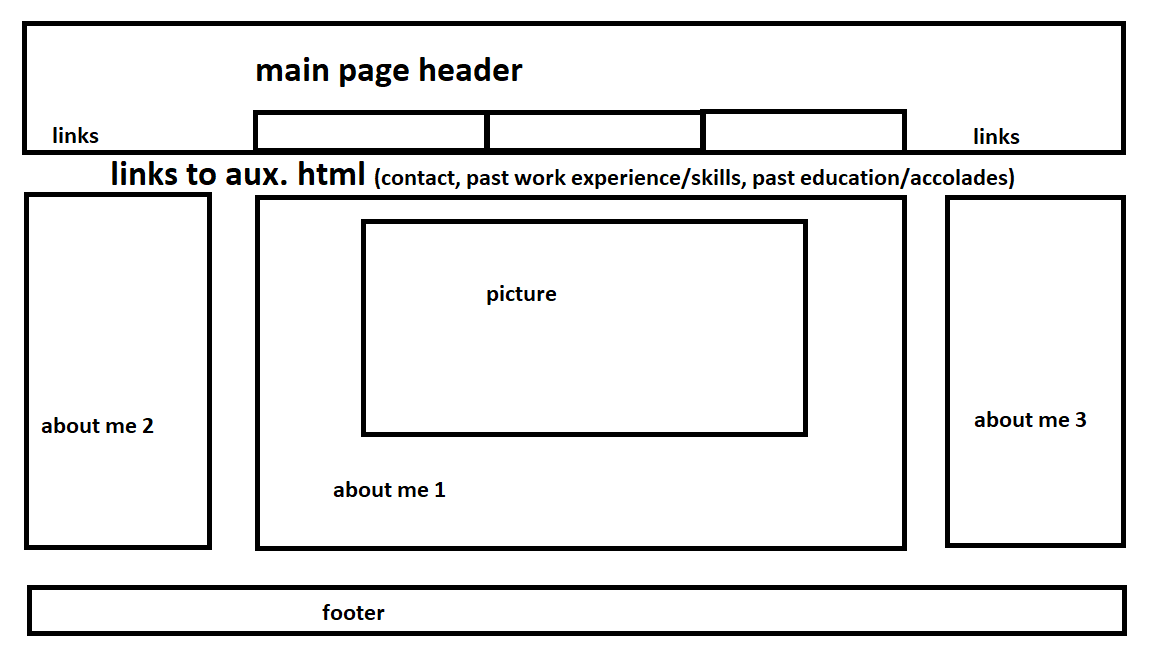 main page header
links
links
links to aux. html (contact, past work experience/skills, past education/accolades)
picture
about me 2
about me 3
about me 1
footer